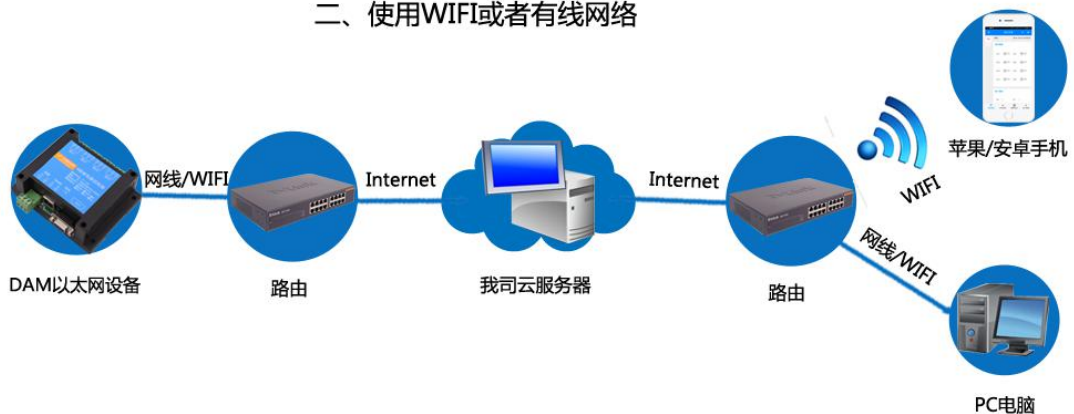 二、使用WIFI或者有线网络
苹果/安卓手机
网线/WIFI
Internet
Internet
WIFI
网线/WIFI
DAM以太网设备
路由
我司云服务器
路由
PC电脑